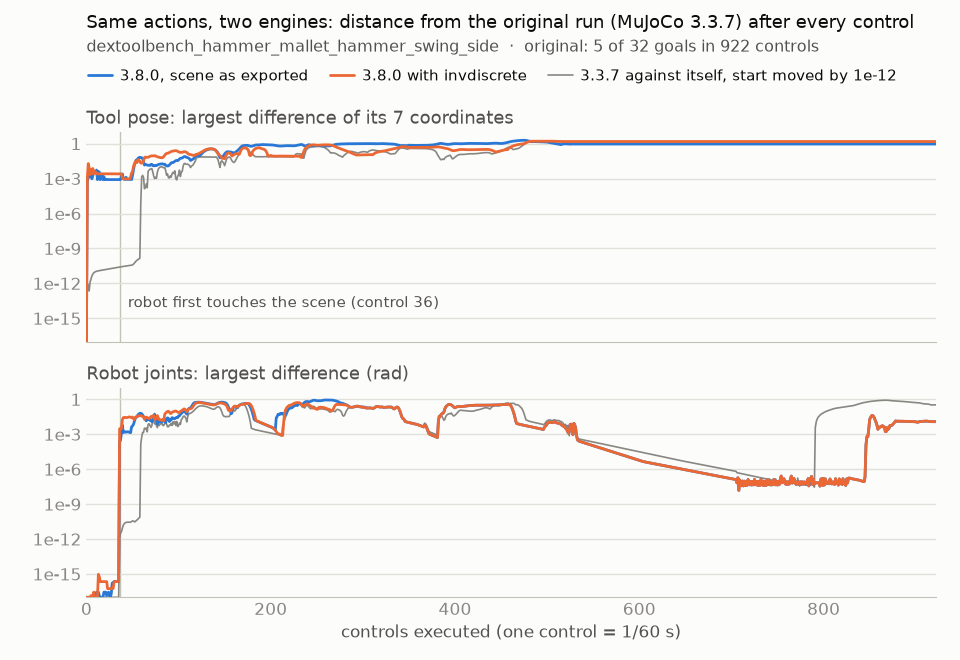 Same actions, two engines: distance from the original run (MuJoCo 3.3.7) after every control
dextoolbench_hammer_mallet_hammer_swing_side · original: 5 of 32 goals in 922 controls
3.8.0, scene as exported 3.8.0 with invdiscrete 3.3.7 against itself, start moved by 1e-12
Tool pose: largest difference of its 7 coordinates
1
1e-3
1e-6
1e-9
1e-12
robot first touches the scene (control 36)
1e-15
Robot joints: largest difference (rad)
1
1e-3
1e-6
1e-9
1e-12
1e-15
0 200 400 600 800
controls executed (one control = 1/60 s)